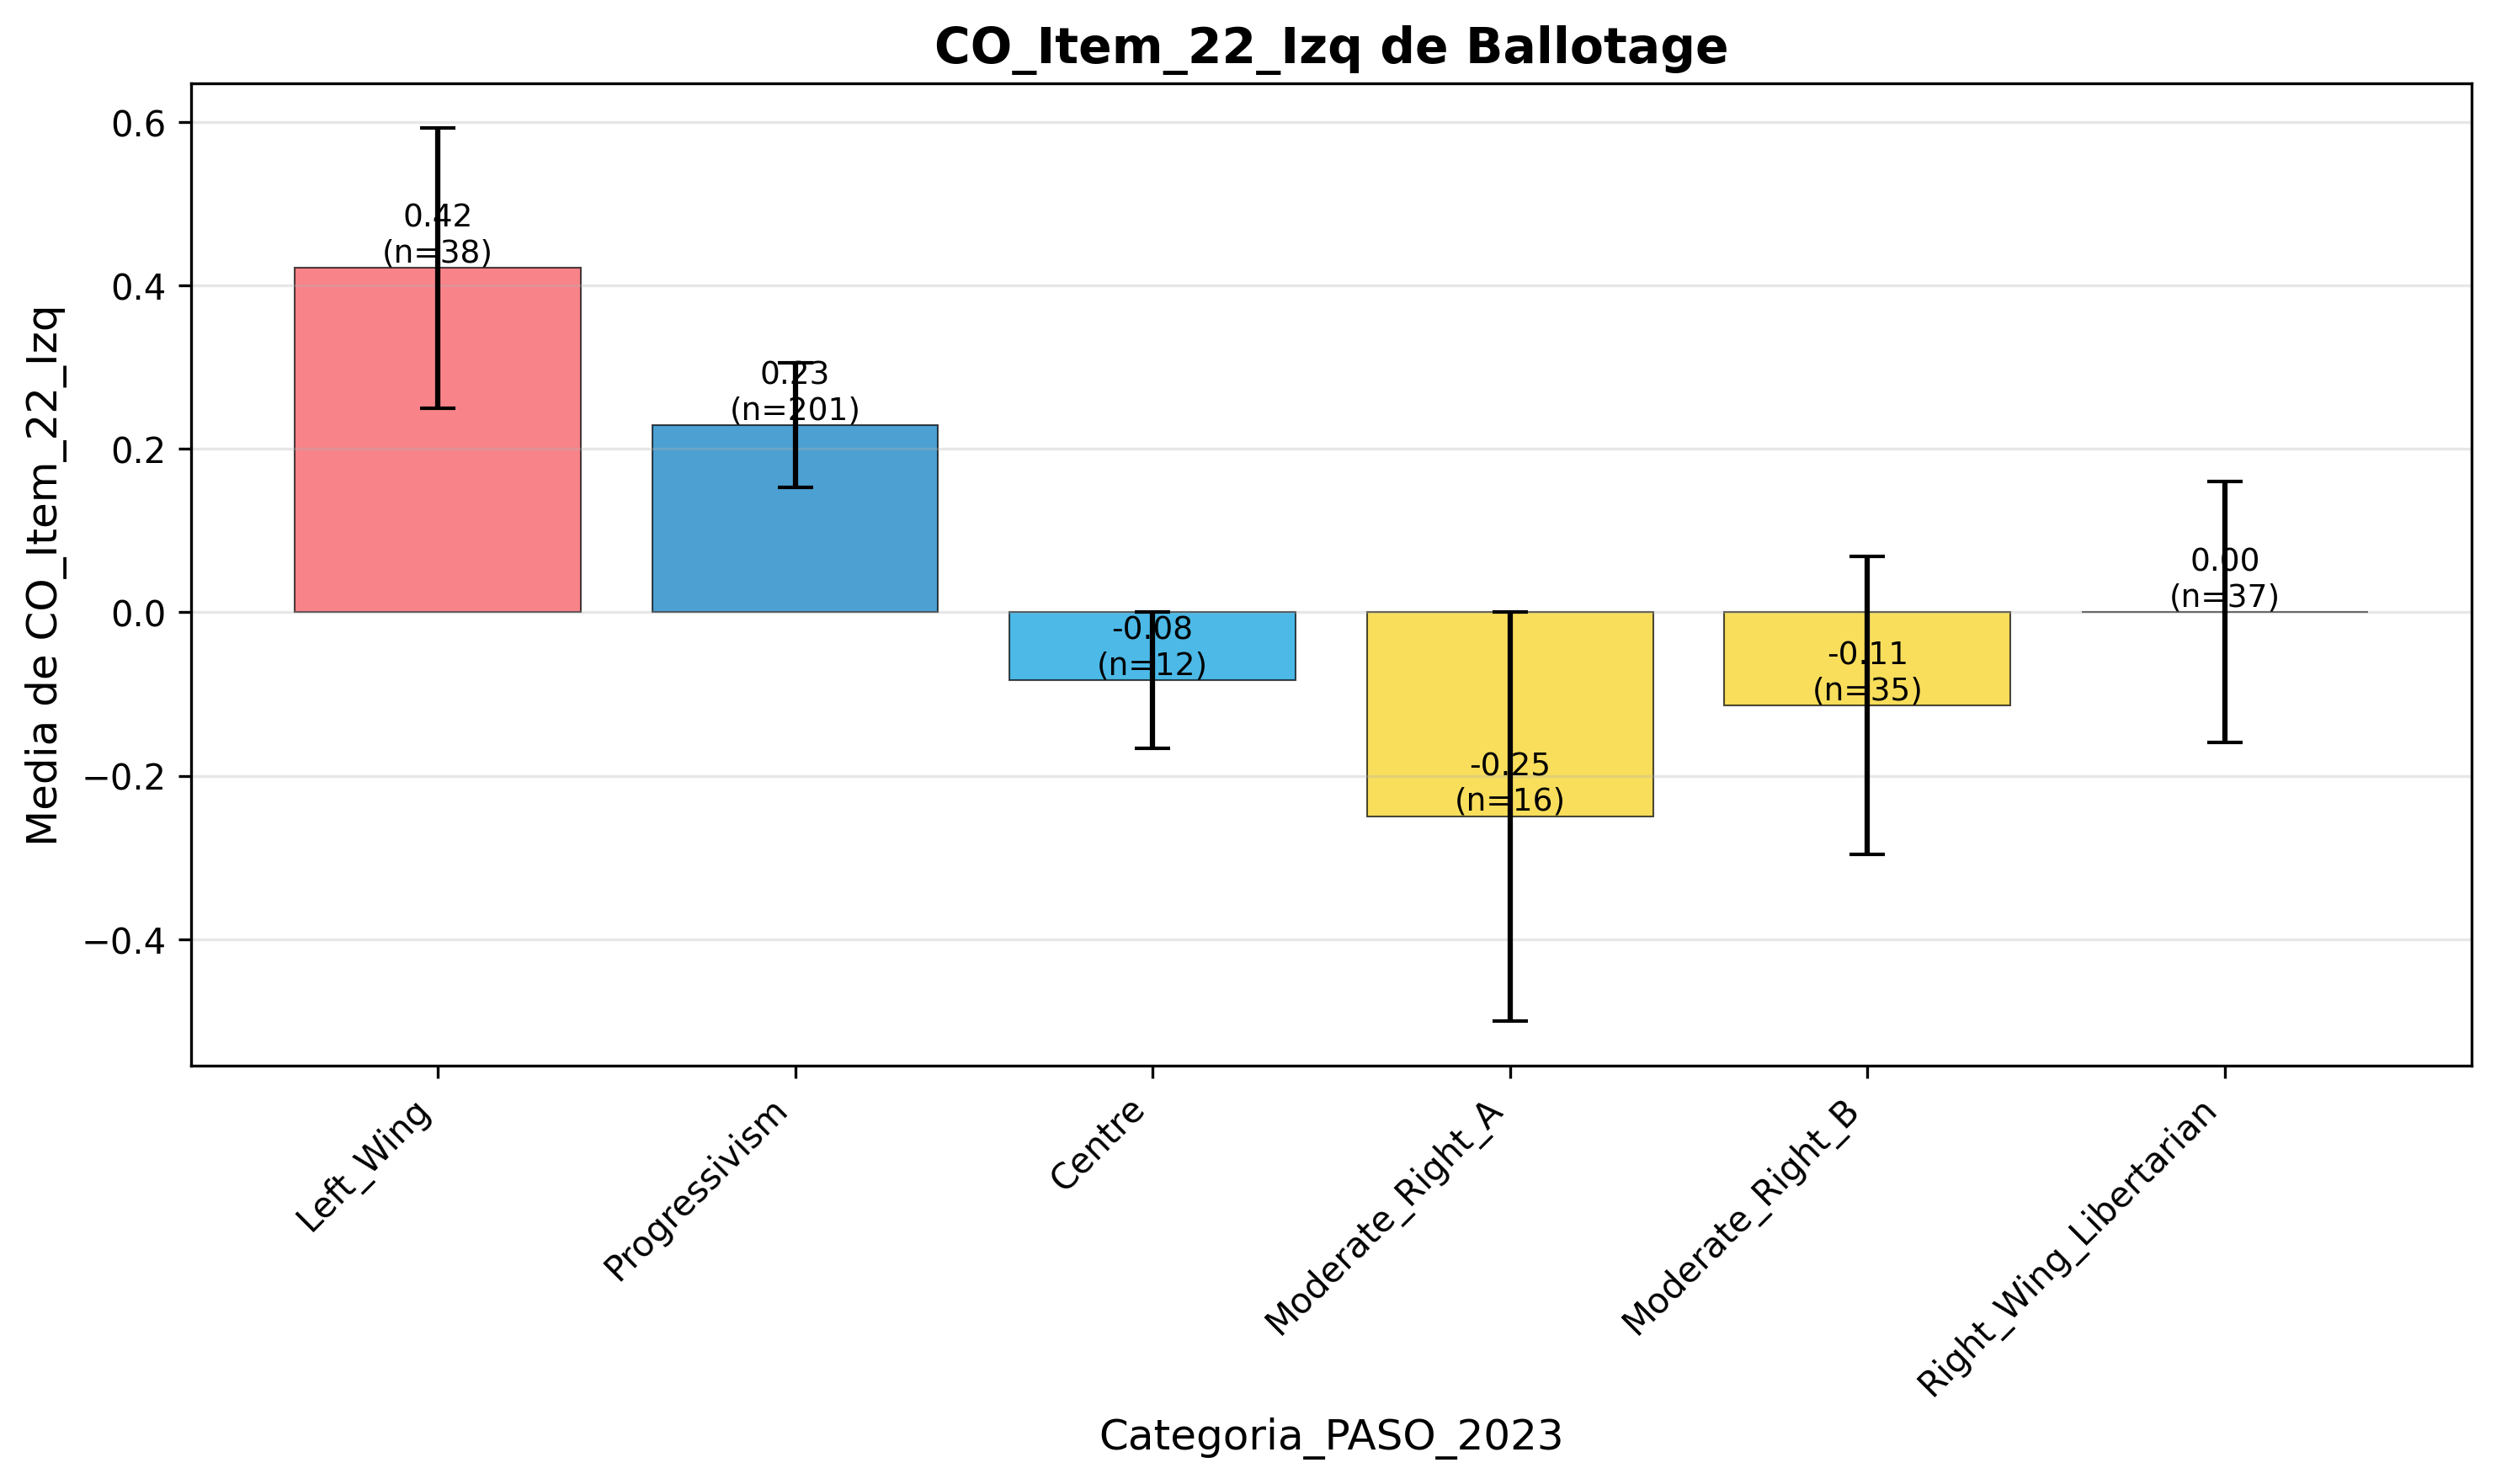 CO_Item_22_Izq de Ballotage
Media de CO_Item_22_Izq
0.6
0.4
0.2
0.0
−0.2
−0.4
0.42
(n=38)
0.23
(n=201)
-0.08
(n=12)
-0.25
(n=16)
-0.11
(n=35)
0.00
(n=37)
Left_Wing
Progressivism
Centre
Moderate_Right_A
Moderate_Right_B
Right_Wing_Libertarian
Categoria_PASO_2023